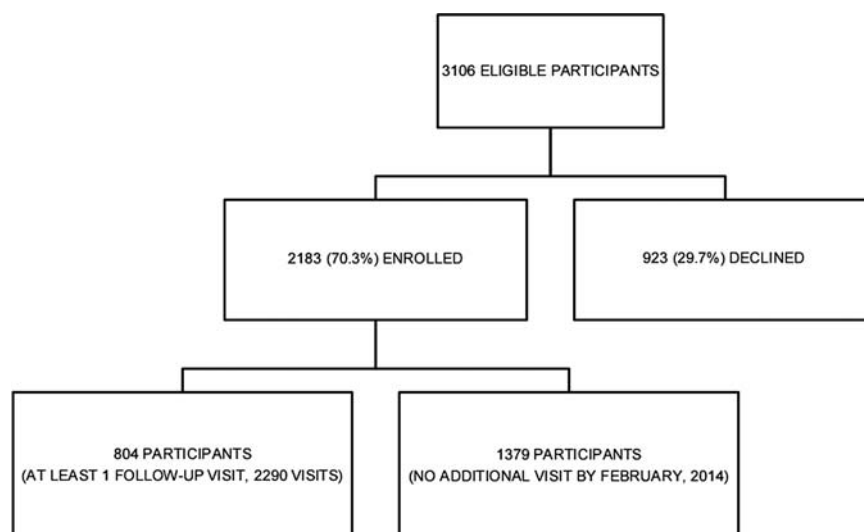 3106 ELIGIBLE PARTICIPANTS
2183 (70.3%) ENROLLED
923 (29.7%) DECLINED
804 PARTICIPANTS
(AT LEAST 1 FOLLOW-UP VISIT, 2290 VISITS)
1379 PARTICIPANTS
(NO ADDITIONAL VISIT BY FEBRUARY, 2014)